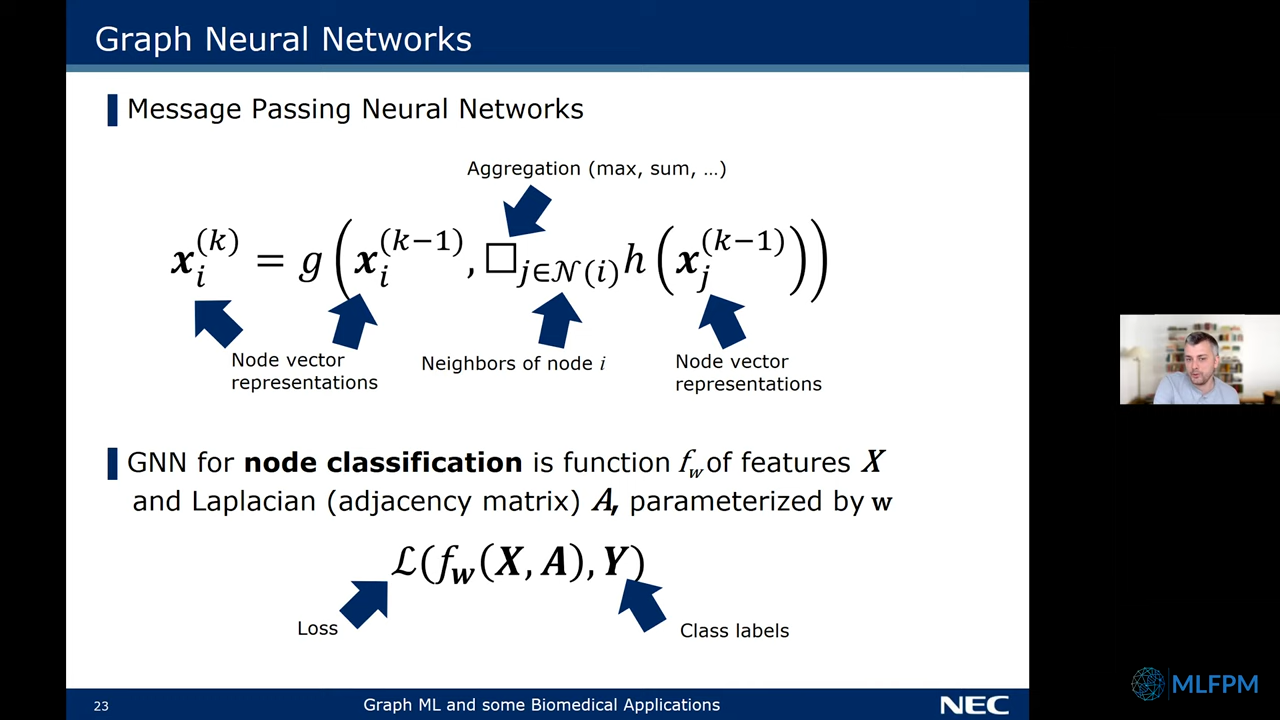 Graph Neural Networks
Message Passing Neural Networks
Aggregation (max, sum, …)
𝒙_i^(k) = g(𝒙_i^(k−1), □_{j∈𝒩(i)} h(𝒙_j^(k−1)))
Node vector
representations
Neighbors of node i
Node vector
representations
GNN for node classification is function f_w of features X
and Laplacian (adjacency matrix) A, parameterized by w
ℒ(f_w(X, A), Y)
Loss
Class labels
23
Graph ML and some Biomedical Applications
NEC
MLFPM